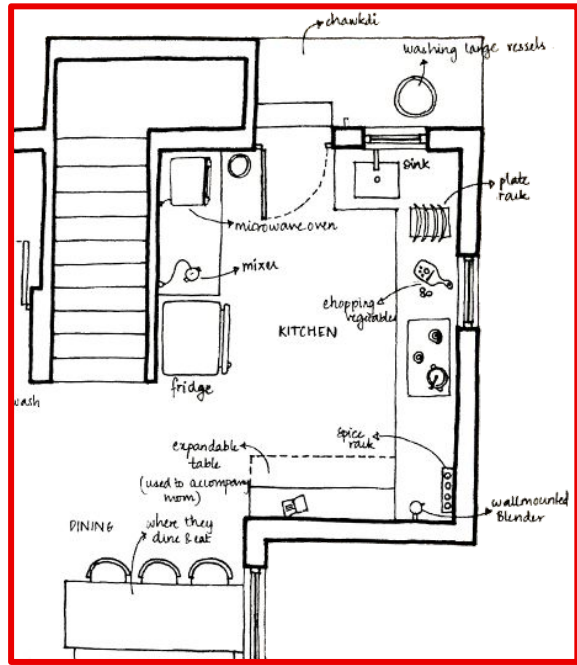 chawkdi
washing large vessels
sink
plate
rack
microwave oven
mixer
chopping
vegetables
KITCHEN
fridge
wash
spice
rack
expandable
table
(used to accompany
mom)
wallmounted
Blender
DINING
where they
dine & eat